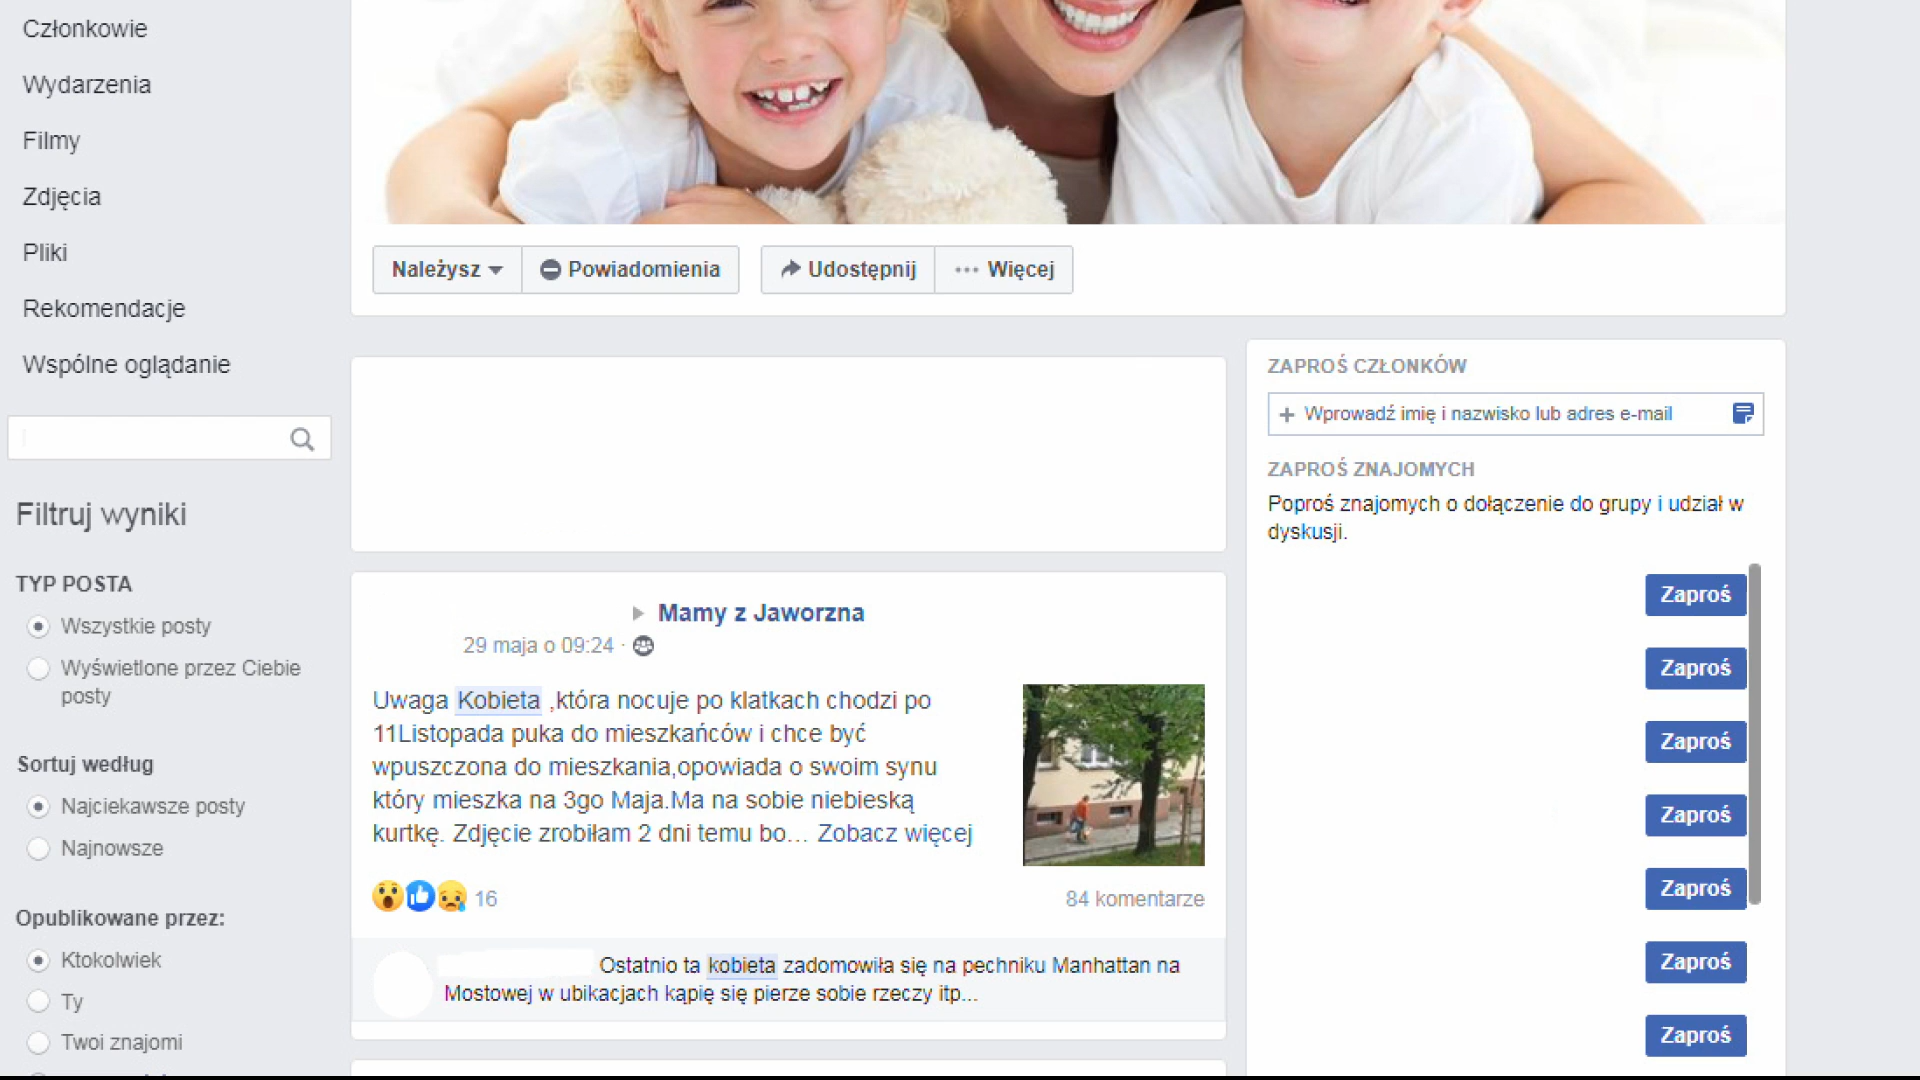 Członkowie
Wydarzenia
Filmy
Zdjęcia
Pliki
Rekomendacje
Wspólne oglądanie
Filtruj wyniki
TYP POSTA
Wszystkie posty
Wyświetlone przez Ciebie
posty
Sortuj według
Najciekawsze posty
Najnowsze
Opublikowane przez:
Ktokolwiek
Ty
Twoi znajomi
Należysz
Powiadomienia
Udostępnij
Więcej
Mamy z Jaworzna
29 maja o 09:24 ·
Uwaga Kobieta ,która nocuje po klatkach chodzi po
11Listopada puka do mieszkańców i chce być
wpuszczona do mieszkania,opowiada o swoim synu
który mieszka na 3go Maja.Ma na sobie niebieską
kurtkę. Zdjęcie zrobiłam 2 dni temu bo... Zobacz więcej
16
84 komentarze
Ostatnio ta kobieta zadomowiła się na pechniku Manhattan na
Mostowej w ubikacjach kąpię się pierze sobie rzeczy itp...
ZAPROŚ CZŁONKÓW
+ Wprowadź imię i nazwisko lub adres e-mail
ZAPROŚ ZNAJOMYCH
Poproś znajomych o dołączenie do grupy i udział w
dyskusji.
Zaproś
Zaproś
Zaproś
Zaproś
Zaproś
Zaproś
Zaproś